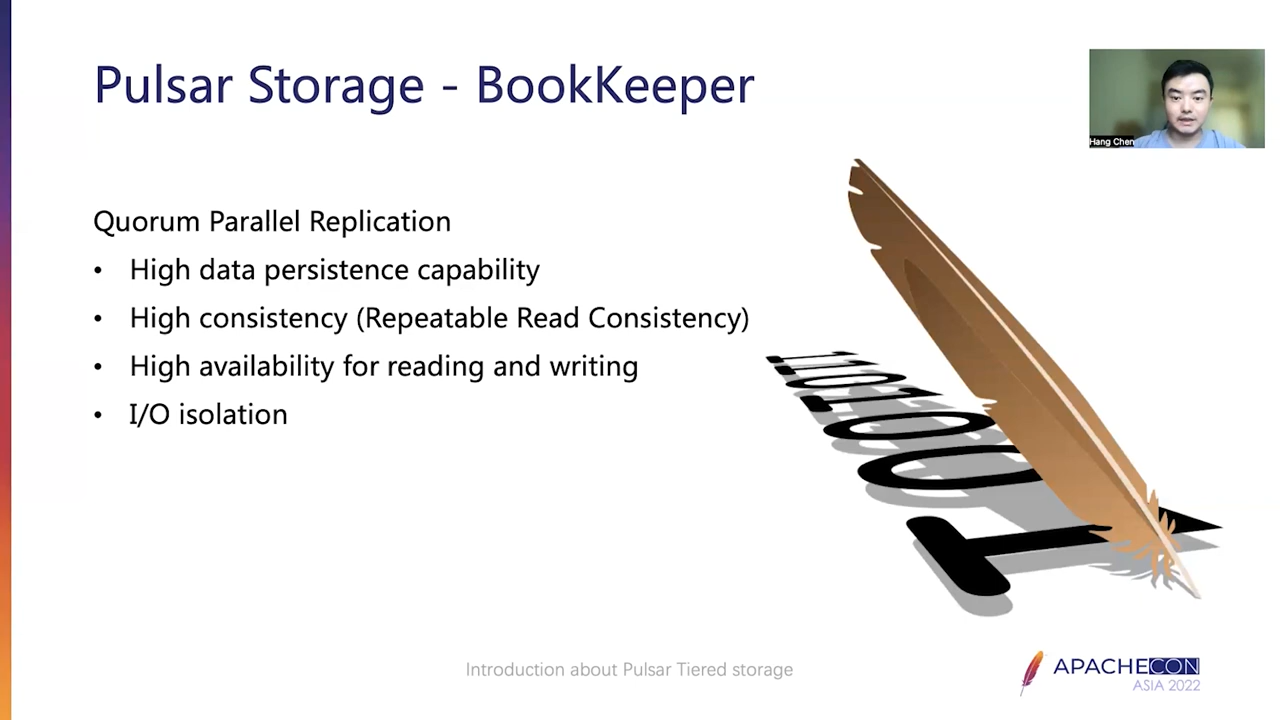 Pulsar Storage - BookKeeper
Hang Chen
Quorum Parallel Replication
• High data persistence capability
• High consistency (Repeatable Read Consistency)
• High availability for reading and writing
• I/O isolation
Introduction about Pulsar Tiered storage
APACHECON
ASIA 2022